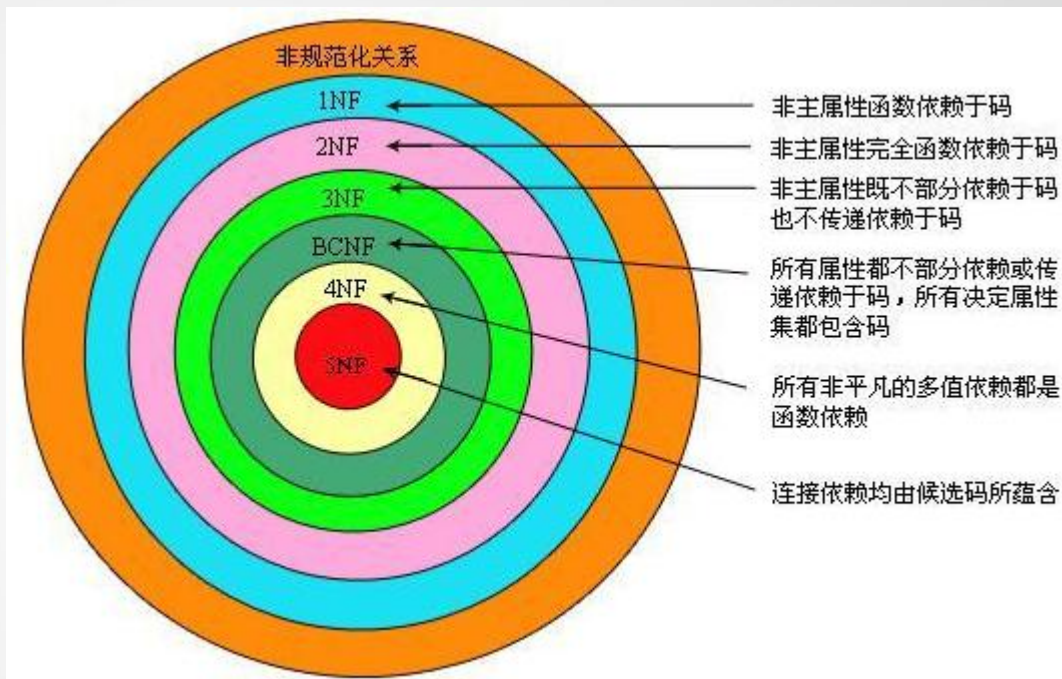 非规范化关系
1NF
2NF
3NF
BCNF
4NF
5NF
非主属性函数依赖于码
非主属性完全函数依赖于码
非主属性既不部分依赖于码
也不传递依赖于码
所有属性都不部分依赖或传
递依赖于码，所有决定属性
集都包含码
所有非平凡的多值依赖都是
函数依赖
连接依赖均由候选码所蕴含